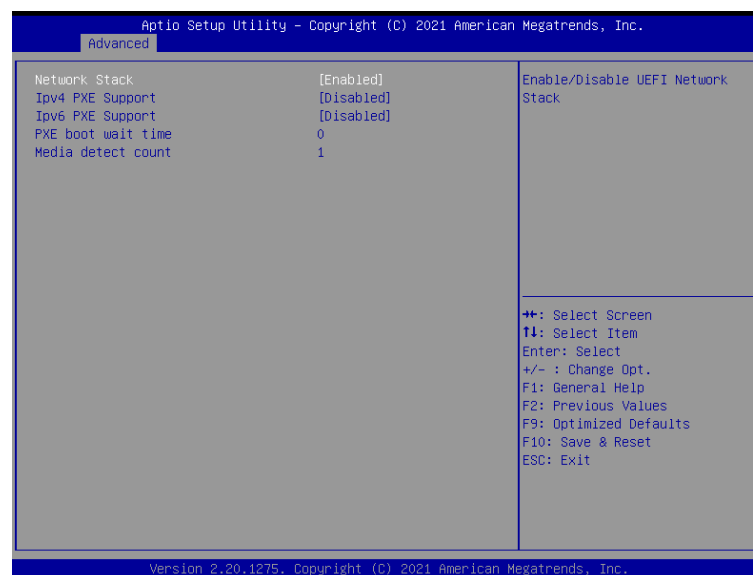 Aptio Setup Utility – Copyright (C) 2021 American Megatrends, Inc.
Advanced
Network Stack [Enabled]
Ipv4 PXE Support [Disabled]
Ipv6 PXE Support [Disabled]
PXE boot wait time 0
Media detect count 1
Enable/Disable UEFI Network
Stack
→←: Select Screen
↑↓: Select Item
Enter: Select
+/- : Change Opt.
F1: General Help
F2: Previous Values
F9: Optimized Defaults
F10: Save & Reset
ESC: Exit
Version 2.20.1275. Copyright (C) 2021 American Megatrends, Inc.